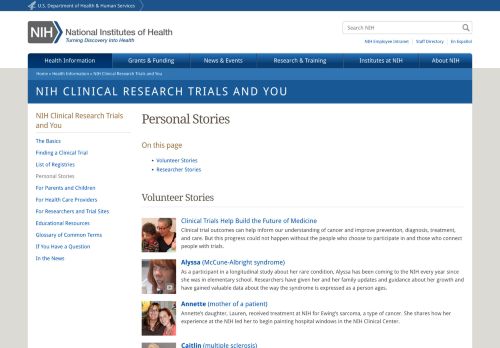 U.S. Department of Health & Human Services
NIH National Institutes of Health
Turning Discovery Into Health
Search NIH
NIH Employee Intranet | Staff Directory | En Español
Health Information
Grants & Funding
News & Events
Research & Training
Institutes at NIH
About NIH
Home » Health Information » NIH Clinical Research Trials and You
NIH CLINICAL RESEARCH TRIALS AND YOU
NIH Clinical Research Trials
and You
The Basics
Finding a Clinical Trial
List of Registries
Personal Stories
For Parents and Children
For Health Care Providers
For Researchers and Trial Sites
Educational Resources
Glossary of Common Terms
If You Have a Question
In the News
Personal Stories
On this page
• Volunteer Stories
• Researcher Stories
Volunteer Stories
Clinical Trials Help Build the Future of Medicine
Clinical trial outcomes can help inform our understanding of cancer and improve prevention, diagnosis, treatment,
and care. But this progress could not happen without the people who choose to participate in and those who connect
people with trials.
Alyssa (McCune-Albright syndrome)
As a participant in a longitudinal study about her rare condition, Alyssa has been coming to the NIH every year since
she was in elementary school. Researchers have given her and her family updates and guidance about her growth and
have gained valuable data about the way the syndrome is expressed as a person ages.
Annette (mother of a patient)
Annette's daughter, Lauren, received treatment at NIH for Ewing's sarcoma, a type of cancer. She shares how her
experience at the NIH led her to begin painting hospital windows in the NIH Clinical Center.
Caitlin (multiple sclerosis)